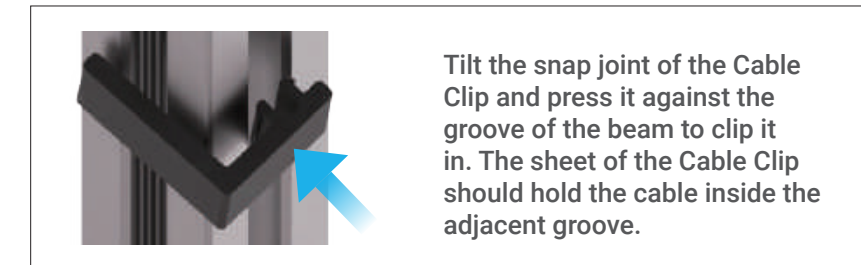 Tilt the snap joint of the Cable
Clip and press it against the
groove of the beam to clip it
in. The sheet of the Cable Clip
should hold the cable inside the
adjacent groove.